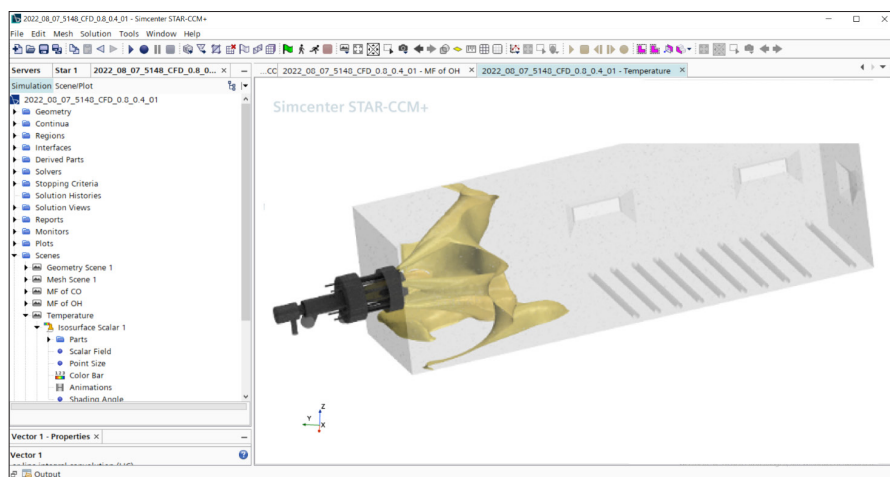 2022_08_07_5148_CFD_0.8_0.4_01 - Simcenter STAR-CCM+
File Edit Mesh Solution Tools Window Help
Servers Star 1 2022_08_07_5148_CFD_0.8_0... × –
...CC 2022_08_07_5148_CFD_0.8_0.4_01 - MF of OH × 2022_08_07_5148_CFD_0.8_0.4_01 - Temperature ×
Simulation Scene/Plot
2022_08_07_5148_CFD_0.8_0.4_01
Geometry
Continua
Regions
Interfaces
Derived Parts
Solvers
Stopping Criteria
Solution Histories
Solution Views
Reports
Monitors
Plots
Scenes
Geometry Scene 1
Mesh Scene 1
MF of CO
MF of OH
Temperature
Isosurface Scalar 1
Parts
Scalar Field
Point Size
Color Bar
Animations
Shading Angle
Simcenter STAR-CCM+
Z
Y
X
Vector 1 - Properties × –
Vector 1
Output